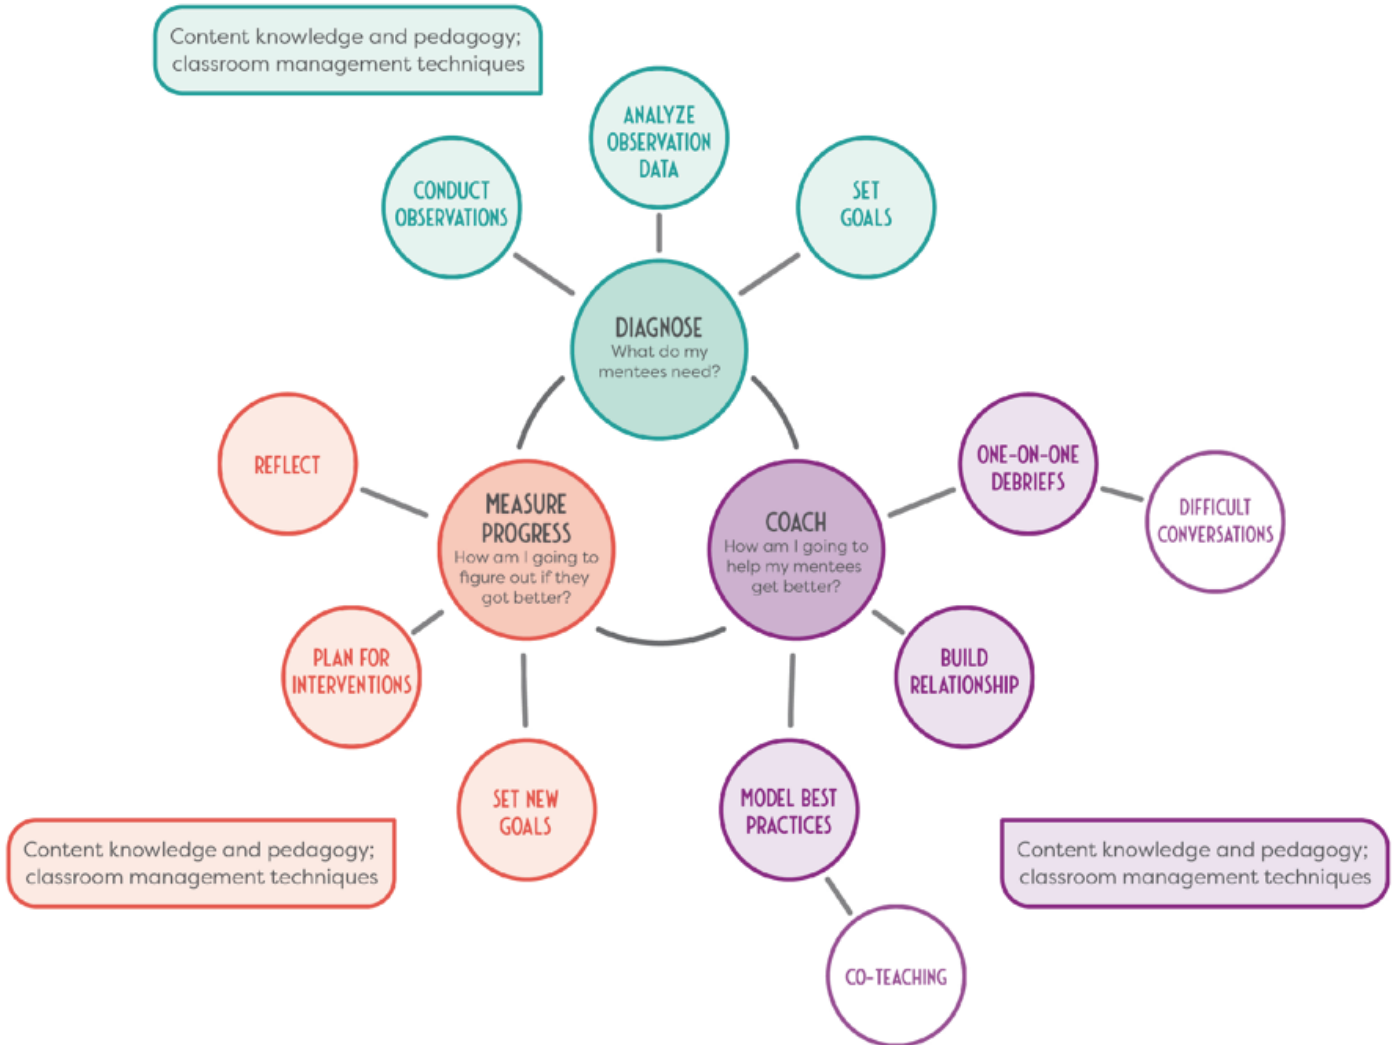 Content knowledge and pedagogy;
classroom management techniques
ANALYZE
OBSERVATION
DATA
CONDUCT
OBSERVATIONS
SET
GOALS
DIAGNOSE
What do my
mentees need?
REFLECT
MEASURE
PROGRESS
How am I going to
figure out if they
got better?
COACH
How am I going to
help my mentees
get better?
ONE-ON-ONE
DEBRIEFS
DIFFICULT
CONVERSATIONS
PLAN FOR
INTERVENTIONS
BUILD
RELATIONSHIP
SET NEW
GOALS
MODEL BEST
PRACTICES
Content knowledge and pedagogy;
classroom management techniques
Content knowledge and pedagogy;
classroom management techniques
CO-TEACHING